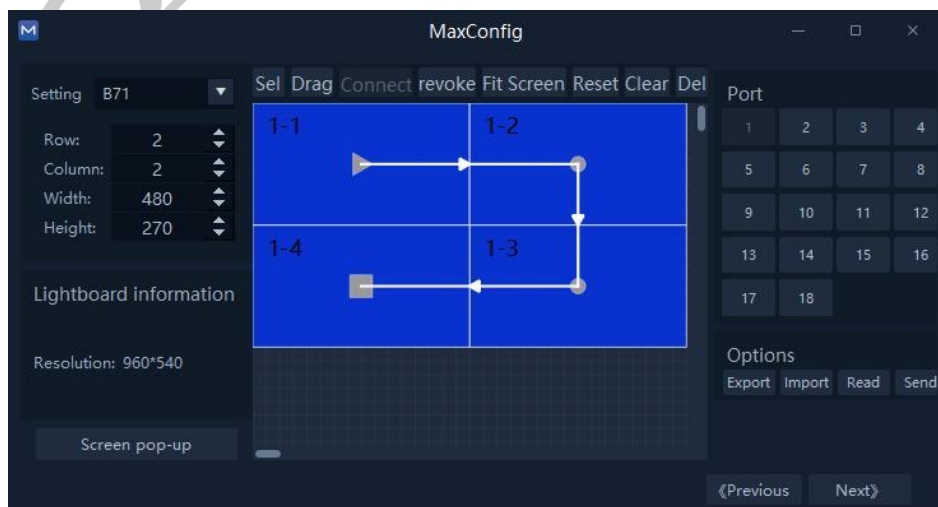 MaxConfig
Setting B71
Row: 2
Column: 2
Width: 480
Height: 270
Lightboard information
Resolution: 960*540
Screen pop-up
Sel Drag Connect revoke Fit Screen Reset Clear Del
1-1 1-2
1-4 1-3
Port
1 2 3 4
5 6 7 8
9 10 11 12
13 14 15 16
17 18
Options
Export Import Read Send
《Previous Next》